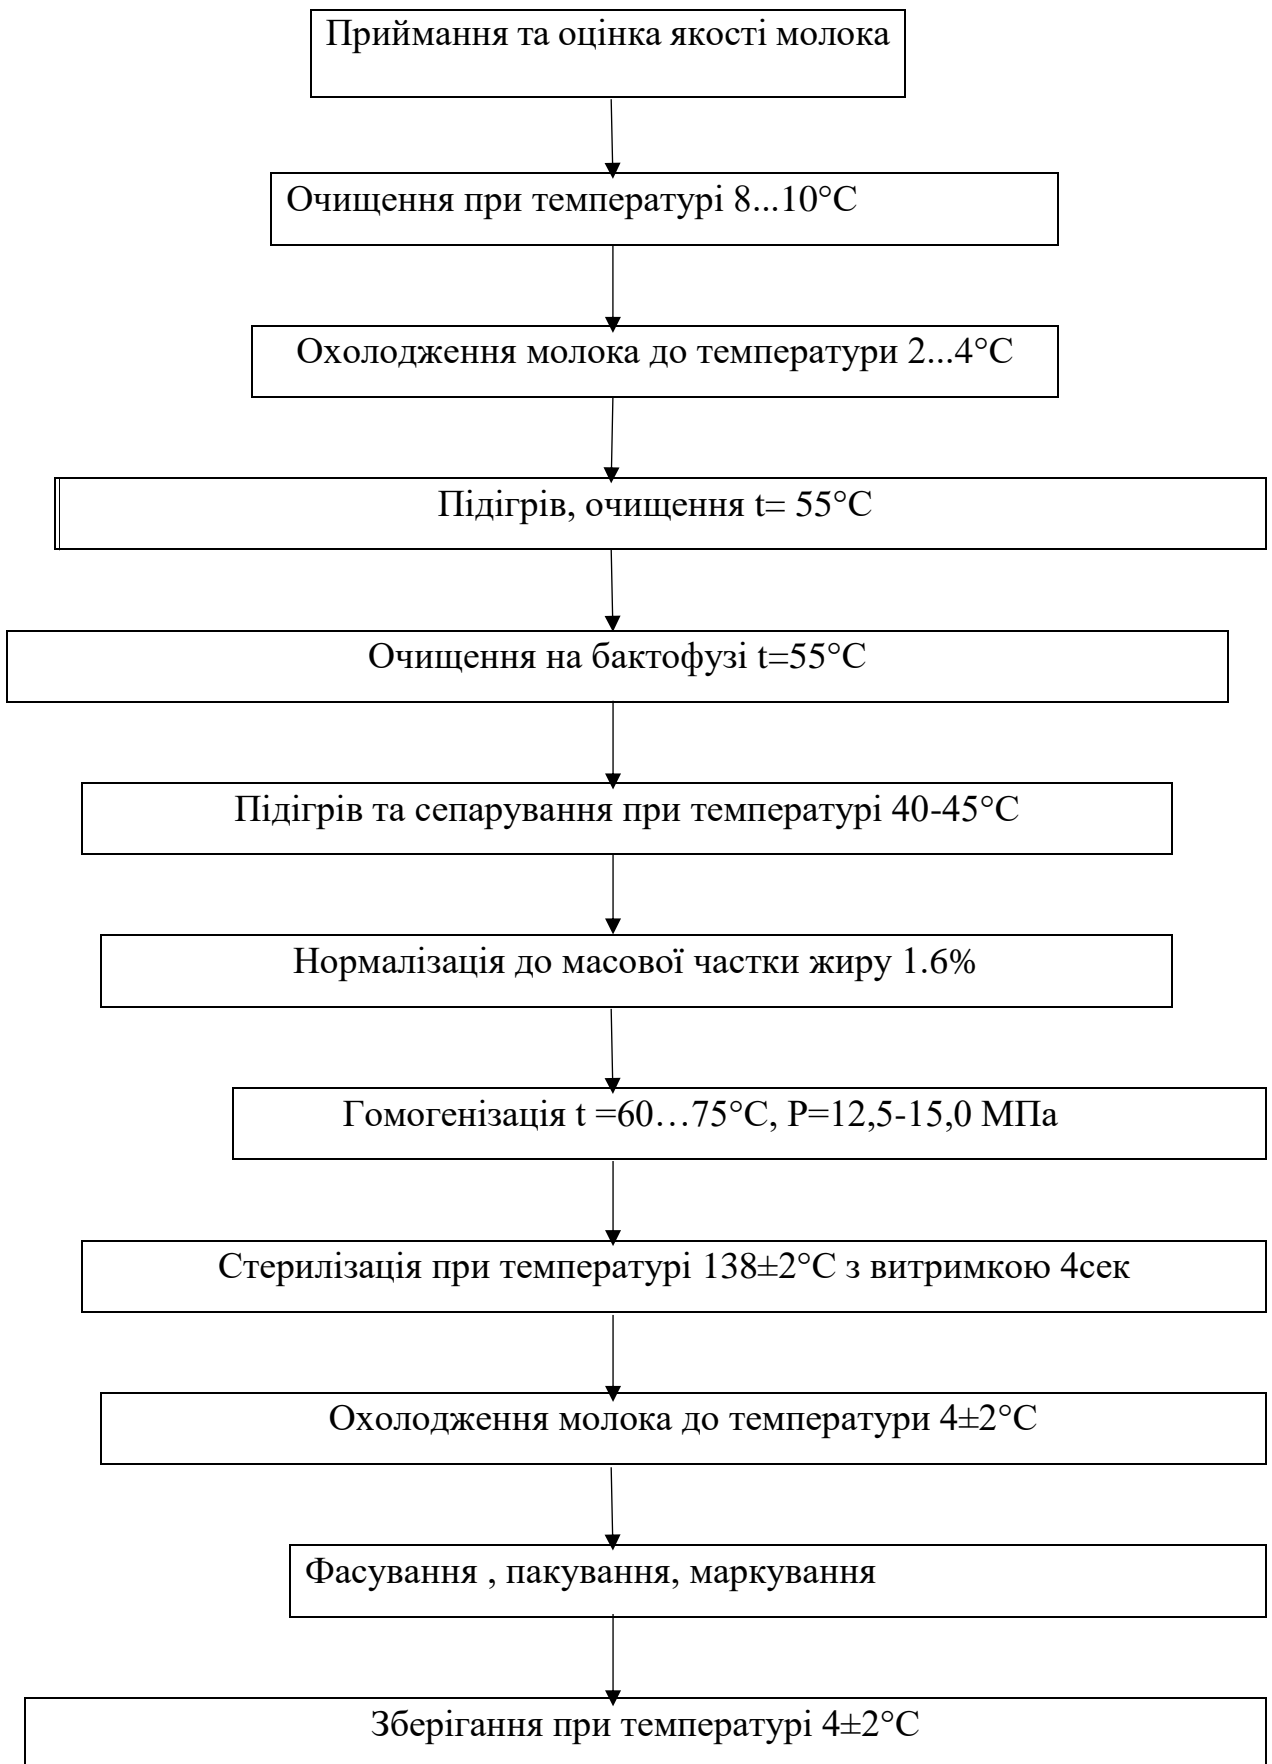 Приймання та оцінка якості молока
Очищення при температурі 8...10°С
Охолодження молока до температури 2...4°С
Підігрів, очищення t= 55°С
Очищення на бактофузі t=55°С
Підігрів та сепарування при температурі 40-45°С
Нормалізація до масової частки жиру 1.6%
Гомогенізація t =60…75°С, Р=12,5-15,0 МПа
Стерилізація при температурі 138±2°С з витримкою 4сек
Охолодження молока до температури 4±2°С
Фасування , пакування, маркування
Зберігання при температурі 4±2°С